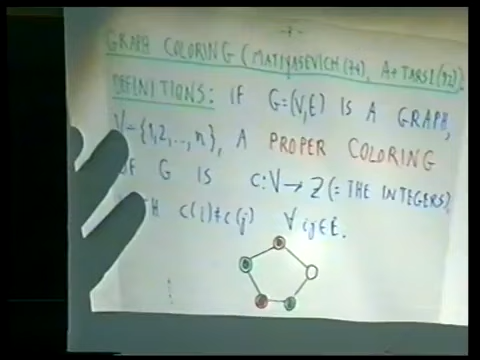 -7-
GRAPH COLORING (MATIYASEVICH(74), A+TARSI(92)).
DEFINITIONS: IF G=(V,E) IS A GRAPH,
V={1,2,..,n}, A PROPER COLORING
OF G IS c:V→Z(= THE INTEGERS)
c(i)≠c(j) ∀ ij∈E.